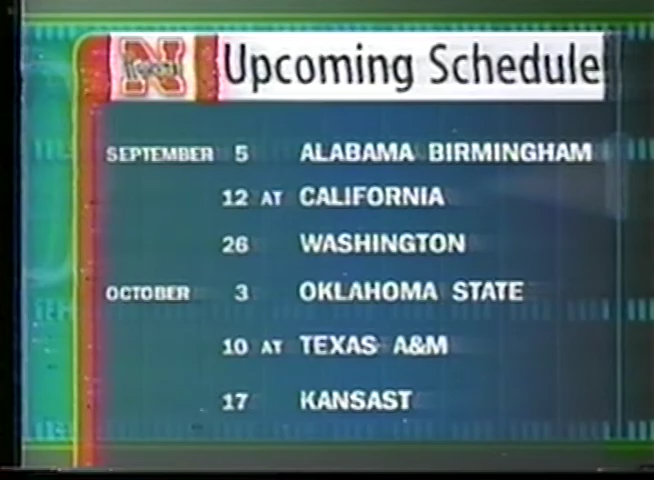 N
Upcoming Schedule
SEPTEMBER 5 ALABAMA BIRMINGHAM
12 AT CALIFORNIA
26 WASHINGTON
OCTOBER 3 OKLAHOMA STATE
10 AT TEXAS A&M
17 KANSAST